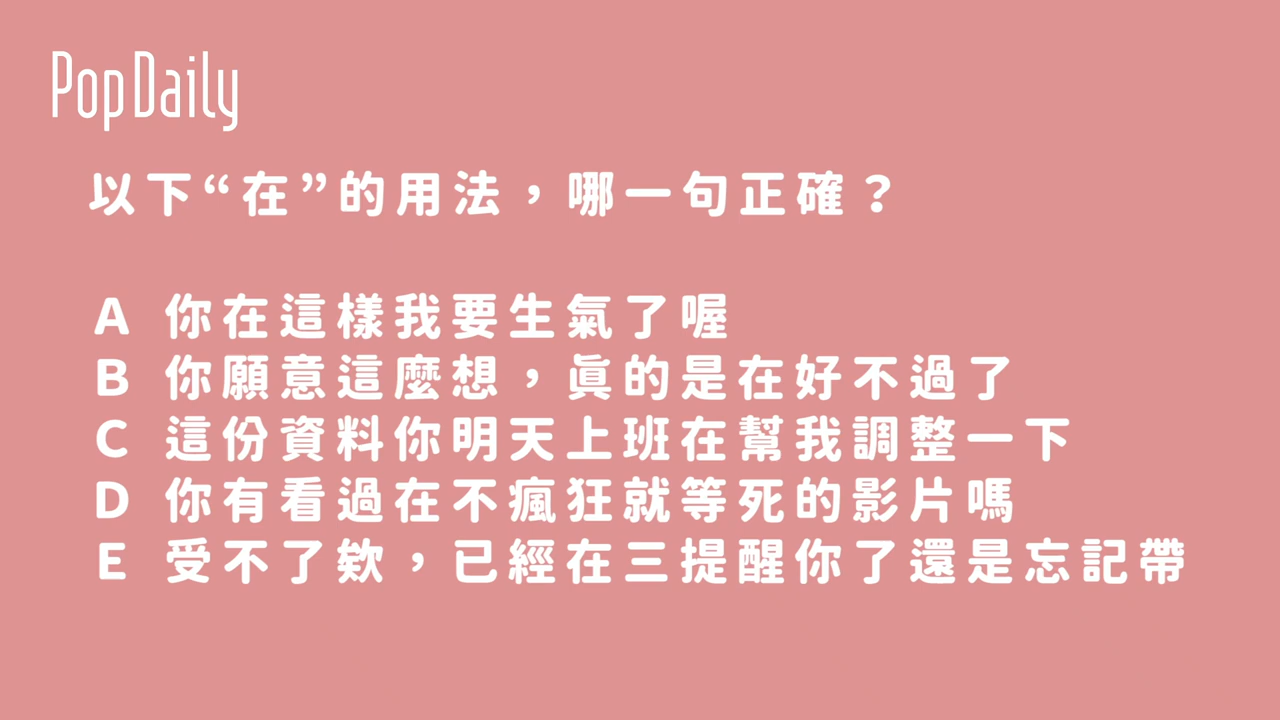 PopDaily
以下“在”的用法，哪一句正確？
A 你在這樣我要生氣了喔
B 你願意這麼想，真的是在好不過了
C 這份資料你明天上班在幫我調整一下
D 你有看過在不瘋狂就等死的影片嗎
E 受不了欸，已經在三提醒你了還是忘記帶